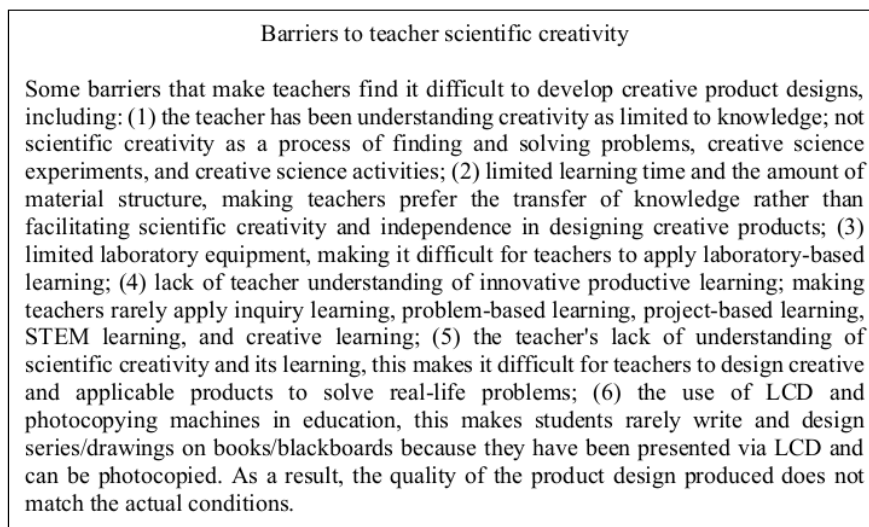 Barriers to teacher scientific creativity
Some barriers that make teachers find it difficult to develop creative product designs,
including: (1) the teacher has been understanding creativity as limited to knowledge; not
scientific creativity as a process of finding and solving problems, creative science
experiments, and creative science activities; (2) limited learning time and the amount of
material structure, making teachers prefer the transfer of knowledge rather than
facilitating scientific creativity and independence in designing creative products; (3)
limited laboratory equipment, making it difficult for teachers to apply laboratory-based
learning; (4) lack of teacher understanding of innovative productive learning; making
teachers rarely apply inquiry learning, problem-based learning, project-based learning,
STEM learning, and creative learning; (5) the teacher's lack of understanding of
scientific creativity and its learning, this makes it difficult for teachers to design creative
and applicable products to solve real-life problems; (6) the use of LCD and
photocopying machines in education, this makes students rarely write and design
series/drawings on books/blackboards because they have been presented via LCD and
can be photocopied. As a result, the quality of the product design produced does not
match the actual conditions.